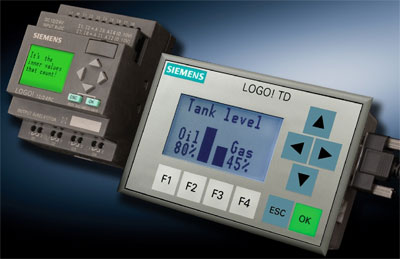 SIEMENS
It's the
inner values
that count!
ESC OK
LOGO!
SIEMENS
LOGO! TD
Tank level
Oil Gas
80% 45%
F1 F2 F3 F4
ESC OK